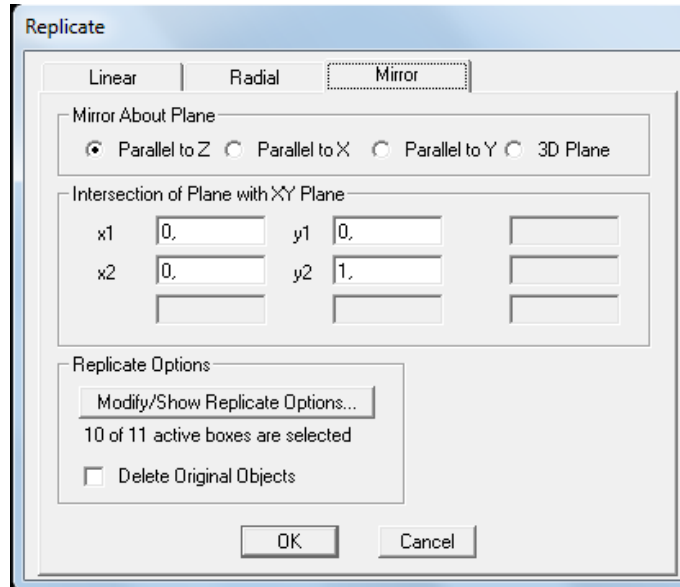 Replicate
Linear Radial Mirror
Mirror About Plane
Parallel to Z Parallel to X Parallel to Y 3D Plane
Intersection of Plane with XY Plane
x1 0, y1 0,
x2 0, y2 1,
Replicate Options
Modify/Show Replicate Options...
10 of 11 active boxes are selected
Delete Original Objects
OK Cancel